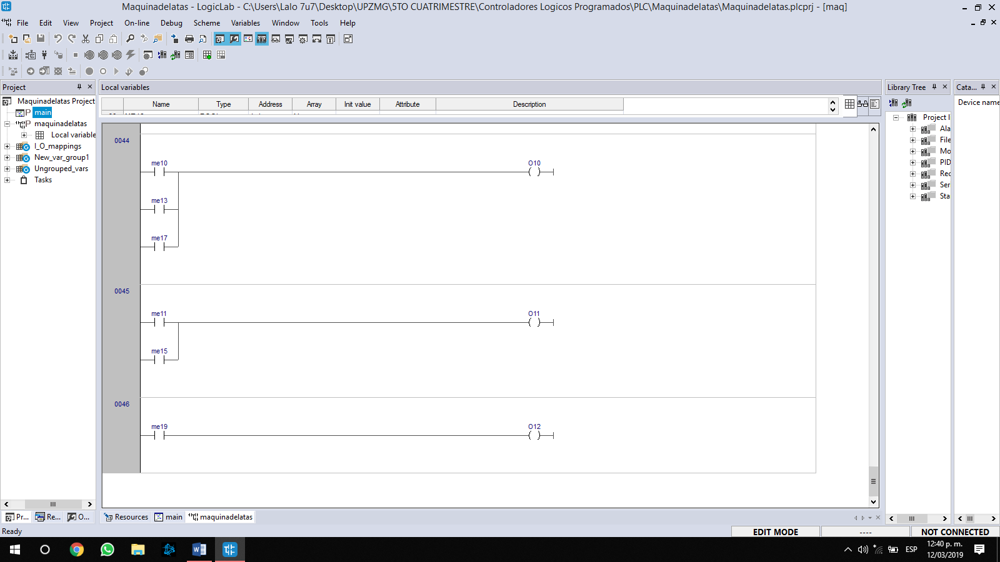 Maquinadelatas - LogicLab - C:\Users\Lalo 7u7\Desktop\UPZMG\5TO CUATRIMESTRE\Controladores Logicos Programados\PLC\Maquinadelatas\Maquinadelatas.plcprj - [maq]
File Edit View Project On-line Debug Scheme Variables Window Tools Help
Project
Maquinadelatas Project
P main
P maquinadelatas
Local variable
I_O_mappings
New_var_group1
Ungrouped_vars
Tasks
Pr... Re... O...
Local variables
Name Type Address Array Init value Attribute Description
0044
me10 O10
me13
me17
0045
me11 O11
me15
0046
me19 O12
Resources main maquinadelatas
Library Tree
Project l
Ala
File
Mo
PID
Rec
Ser
Sta
Cata...
Device name
Ready
EDIT MODE ---- NOT CONNECTED
ESP
12:40 p. m.
12/03/2019